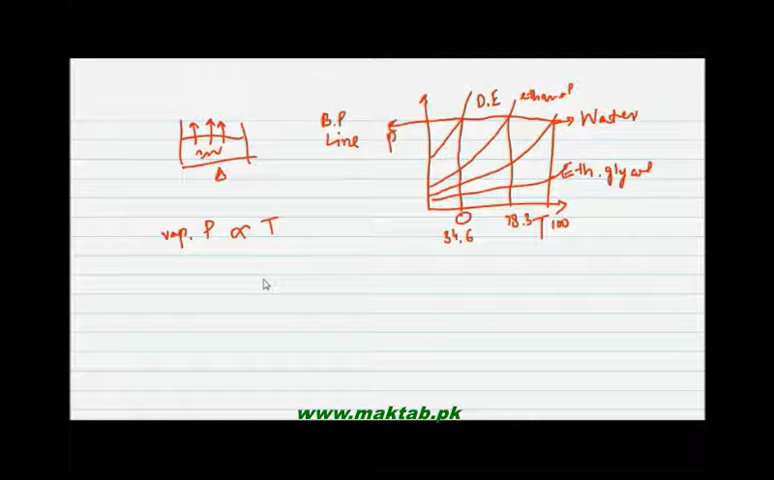 B.P
Line
P
D.E
ethanol
Water
Eth. glycol
34.6
78.3
T
100
Δ
vap. P ∝ T
www.maktab.pk